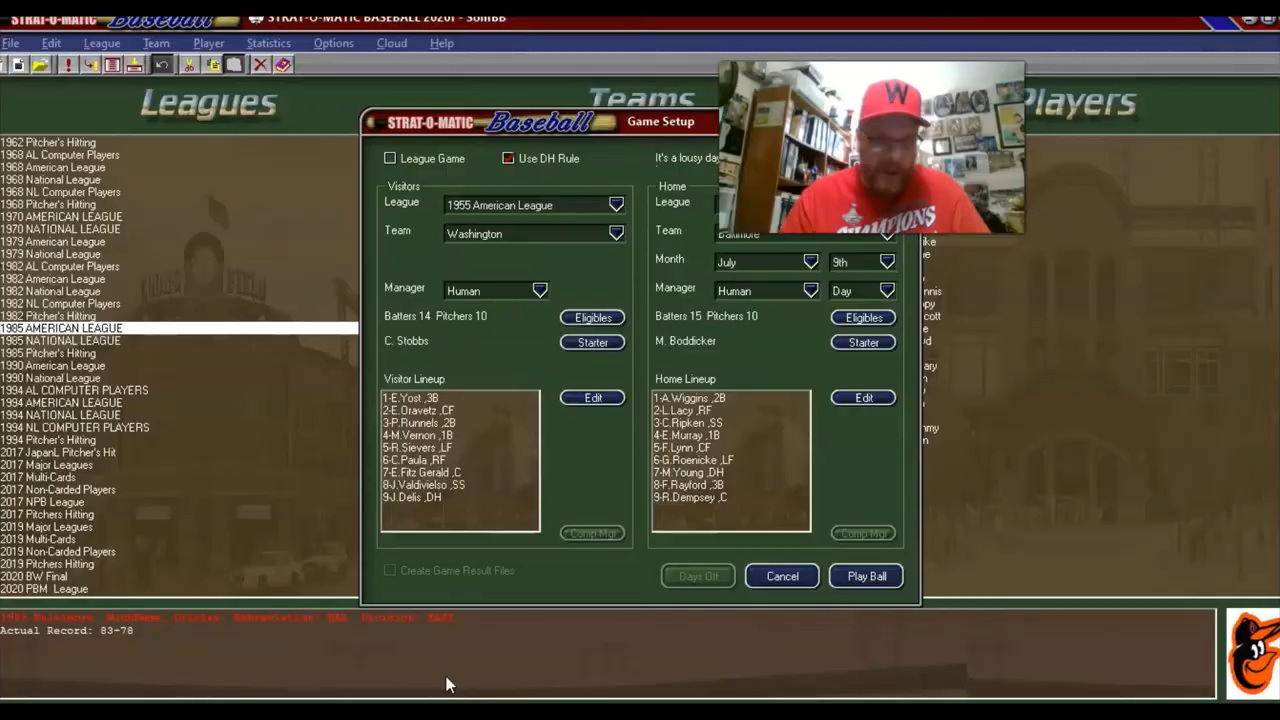 STRAT-O-MATIC Baseball STRAT-O-MATIC BASEBALL 2020! - SomBB
File Edit League Team Player Statistics Options Cloud Help
Leagues Teams Players
1962 Pitcher's Hitting
1968 AL Computer Players
1968 American League
1968 National League
1968 NL Computer Players
1968 Pitcher's Hitting
1970 AMERICAN LEAGUE
1970 NATIONAL LEAGUE
1979 American League
1979 National League
1982 AL Computer Players
1982 American League
1982 National League
1982 NL Computer Players
1982 Pitcher's Hitting
1985 AMERICAN LEAGUE
1985 NATIONAL LEAGUE
1985 Pitcher's Hitting
1990 American League
1990 National League
1994 AL COMPUTER PLAYERS
1994 AMERICAN LEAGUE
1994 NATIONAL LEAGUE
1994 NL COMPUTER PLAYERS
1994 Pitcher's Hitting
2017 JapanL Pitcher's Hit
2017 Major Leagues
2017 Multi-Cards
2017 Non-Carded Players
2017 NPB League
2017 Pitchers Hitting
2019 Major Leagues
2019 Multi-Cards
2019 Non-Carded Players
2019 Pitchers Hitting
2020 BW Final
2020 PBM League
STRAT-O-MATIC Baseball Game Setup
League Game Use DH Rule It's a lousy da
Visitors
League 1955 American League
Team Washington
Manager Human
Batters 14 Pitchers 10 Eligibles
C. Stobbs Starter
Visitor Lineup
Edit
1-E.Yost ,3B
2-E.Oravetz ,CF
3-P.Runnels ,2B
4-M.Vernon ,1B
5-R.Sievers ,LF
6-C.Paula ,RF
7-E.Fitz Gerald ,C
8-J.Valdivielso ,SS
9-J.Delis ,DH
Comp Mgr
Create Game Result Files
Home
League
Team Baltimore
Month July 9th
Manager Human Day
Batters 15 Pitchers 10 Eligibles
M. Boddicker Starter
Home Lineup
Edit
1-A.Wiggins ,2B
2-L.Lacy ,RF
3-C.Ripken ,SS
4-E.Murray ,1B
5-F.Lynn ,CF
6-G.Roenicke ,LF
7-M.Young ,DH
8-F.Rayford ,3B
9-R.Dempsey ,C
Comp Mgr
Days Off Cancel Play Ball
W
CHAMPIONS
ke
nnis
py
cott
d
ary
mmy
Actual Record: 83-78